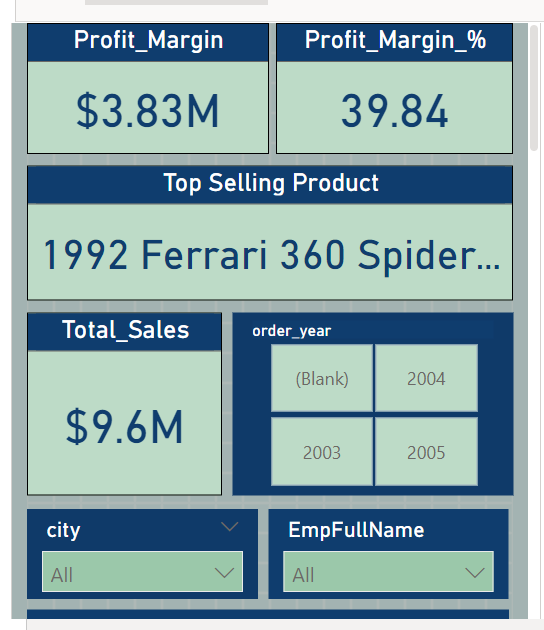 Profit_Margin
Profit_Margin_%
$3.83M
39.84
Top Selling Product
1992 Ferrari 360 Spider...
Total_Sales
$9.6M
order_year
(Blank)
2004
2003
2005
city
All
EmpFullName
All